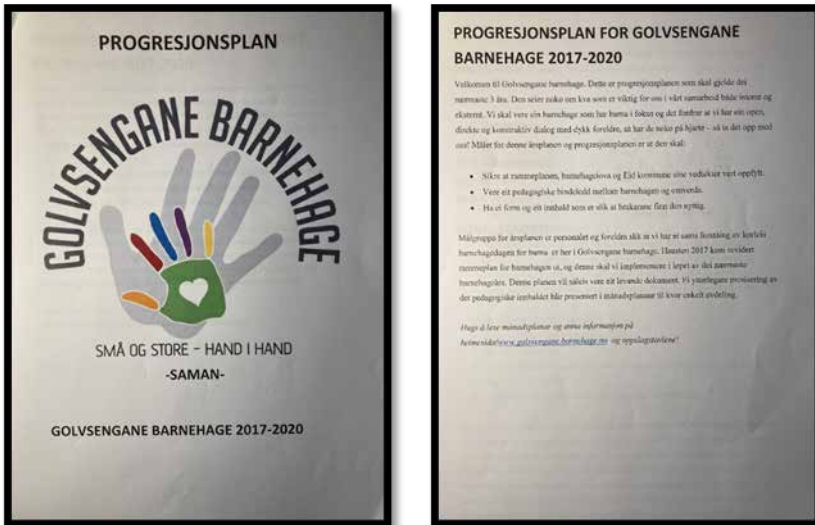 PROGRESJONSPLAN
GOLVSENGANE BARNEHAGE
SMÅ OG STORE – HAND I HAND
-SAMAN-
GOLVSENGANE BARNEHAGE 2017-2020
PROGRESJONSPLAN FOR GOLVSENGANE
BARNEHAGE 2017-2020
Velkomen til Golvsengane barnehage. Dette er progresjonsplanen som skal gjelde dei
næraste 3 åra. Den seier noko om kva som er viktig for oss i vårt samarbeid både internt og
eksternt. Vi skal vere ein barnehage som har barna i fokus og det fordrar at vi har ein open,
direkte og konstruktiv dialog med dykk foreldre, så har de noko på hjarte – så ta det opp med
oss! Målet for denne årsplanen og progresjonsplanen er at den skal:
• Sikre at rammeplanen, barnehagelova og Eid kommune sine vedtekter vert oppfylt.
• Vere eit pedagogiske bindeledd mellom barnehagen og omverda.
• Ha ei form og eit innhald som er slik at brukarane finn den nyttig.
Målgruppa for årsplanen er personalet og foreldra slik at vi har ei sams forståing av korleis
barnehagedagen for barna er her i Golvsengane barnehage. Hausten 2017 kom revidert
rammeplan for barnehagen ut, og denne skal vi implementere i løpet av dei næraste
barnehageåra. Denne planen vil såleis vere eit levande dokument. Vi ytterlegare presisering av
det pedagogiske innhaldet blir presentert i månadsplanane til kvar enkelt avdeling.
Hugs å lese månadsplanar og anna informasjon på
heimesida!www.golvsengane.barnehage.no og oppslagstavlene!